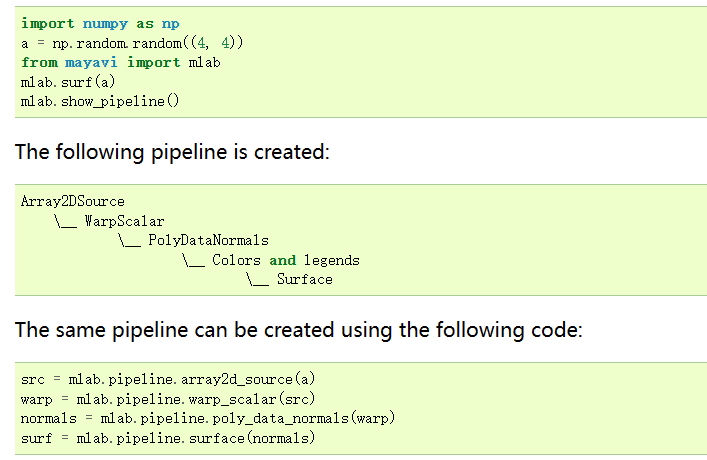 import numpy as np
a = np.random.random((4, 4))
from mayavi import mlab
mlab.surf(a)
mlab.show_pipeline()
The following pipeline is created:
Array2DSource
    \__ WarpScalar
            \__ PolyDataNormals
                    \__ Colors and legends
                            \__ Surface
The same pipeline can be created using the following code:
src = mlab.pipeline.array2d_source(a)
warp = mlab.pipeline.warp_scalar(src)
normals = mlab.pipeline.poly_data_normals(warp)
surf = mlab.pipeline.surface(normals)